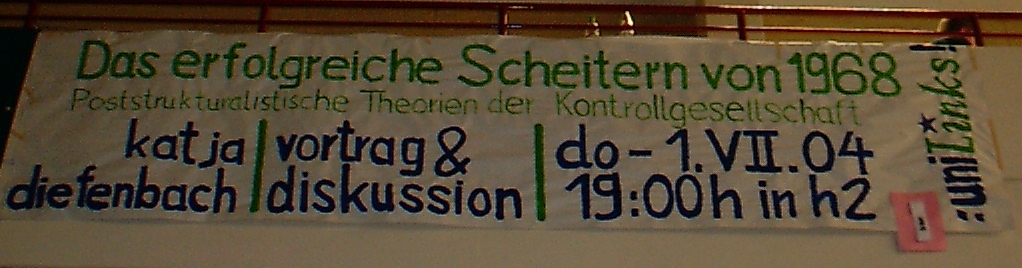 Das erfolgreiche Scheitern von 1968
Poststrukturalistische Theorien der Kontrollgesellschaft
katja diefenbach
vortrag & diskussion
do - 1.VII.04
19:00h in h2
:uniLinks!